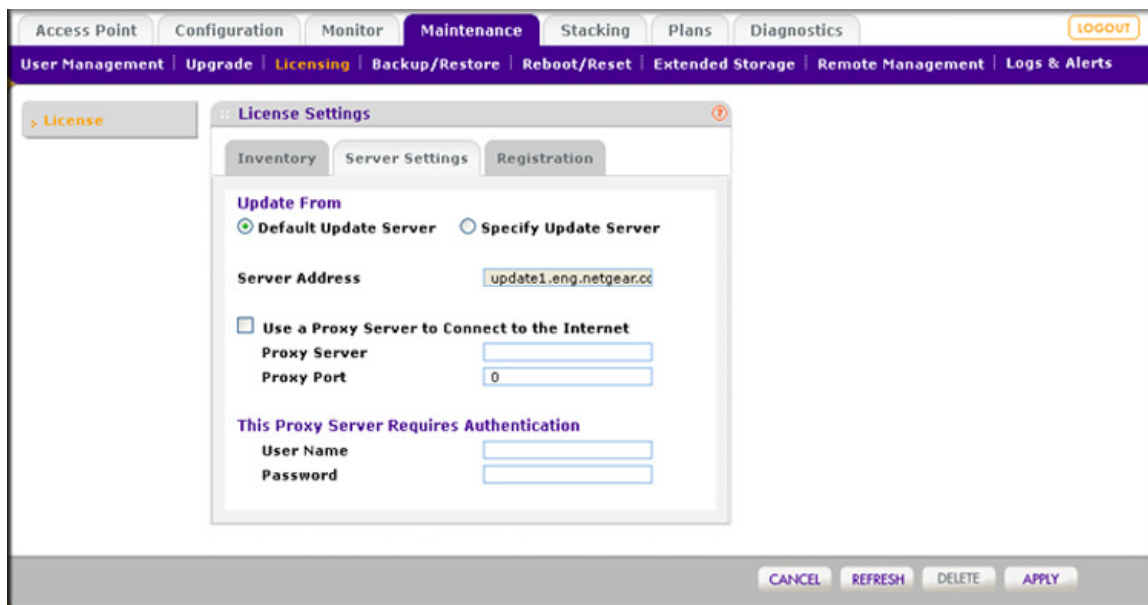 Access Point Configuration Monitor Maintenance Stacking Plans Diagnostics LOGOUT
User Management Upgrade Licensing Backup/Restore Reboot/Reset Extended Storage Remote Management Logs & Alerts
License
License Settings ?
Inventory Server Settings Registration
Update From
Default Update Server Specify Update Server
Server Address update1.eng.netgear.cc
Use a Proxy Server to Connect to the Internet
Proxy Server
Proxy Port 0
This Proxy Server Requires Authentication
User Name
Password
CANCEL REFRESH DELETE APPLY